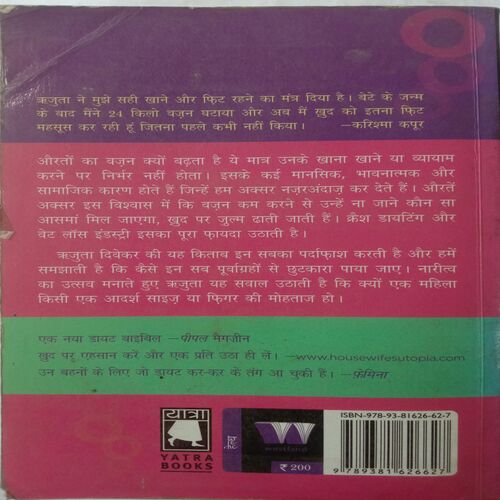 ऋजुता ने मुझे सही खाने और फ़िट रहने का मंत्र दिया है। बेटे के जन्म
के बाद मैंने 24 किलो वज़न घटाया और अब मैं ख़ुद को इतना फ़िट
महसूस कर रही हूं जितना पहले कभी नहीं किया। —करिश्मा कपूर
औरतों का वज़न क्यों बढ़ता है ये मात्र उनके खाना खाने या व्यायाम
करने पर निर्भर नहीं होता। इसके कई मानसिक, भावनात्मक और
सामाजिक कारण होते हैं जिन्हें हम अक्सर नज़रअंदाज़ कर देते हैं। औरतें
अक्सर इस विश्वास में कि वज़न कम करने से उन्हें ना जाने कौन सा
आसमां मिल जाएगा, ख़ुद पर जुल्म ढाती जाती हैं। क्रैश डायटिंग और
वेट लॉस इंडस्ट्री इसका पूरा फ़ायदा उठाती है।
ऋजुता दिवेकर की यह किताब इन सबका पर्दाफ़ाश करती है और हमें
समझाती है कि कैसे इन सब पूर्वाग्रहों से छुटकारा पाया जाए। नारीत्व
का उत्सव मनाते हुए ऋजुता यह सवाल उठाती है कि क्यों एक महिला
किसी एक आदर्श साइज़ या फ़िगर की मोहताज हो।
एक नया डायट बाइबिल —पीपल मैगज़ीन
ख़ुद पर एहसान करें और एक प्रति उठा ही लें। —www.housewifesutopia.com
उन बहनों के लिए जो डायट कर-कर के तंग आ चुकी हैं। —फ़ेमिना
ISBN-978-93-81626-62-7
यात्रा
YATRA
BOOKS
हेल्थ
westland
₹ 200
9789381626627